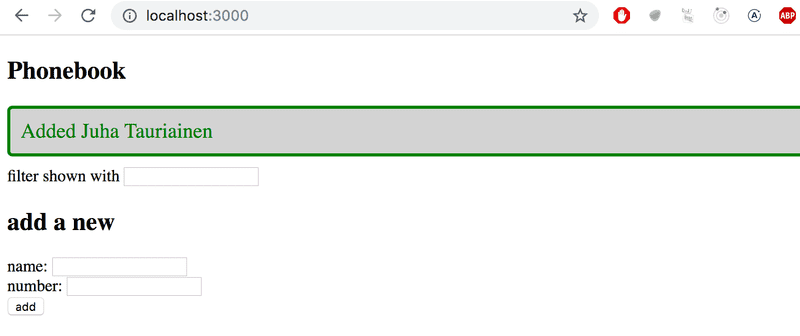 localhost:3000
ABP
Phonebook
Added Juha Tauriainen
filter shown with
add a new
name:
number:
add